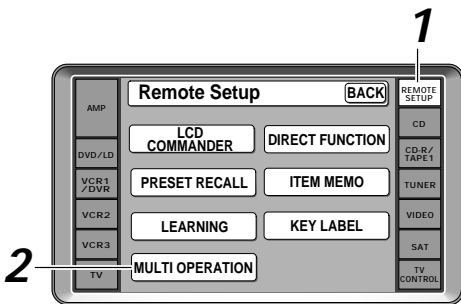 1
Remote Setup BACK
AMP
DVD/LD
VCR1
/DVR
VCR2
VCR3
TV
LCD
COMMANDER
DIRECT FUNCTION
PRESET RECALL
ITEM MEMO
LEARNING
KEY LABEL
MULTI OPERATION
REMOTE
SETUP
CD
CD-R/
TAPE1
TUNER
VIDEO
SAT
TV
CONTROL
2